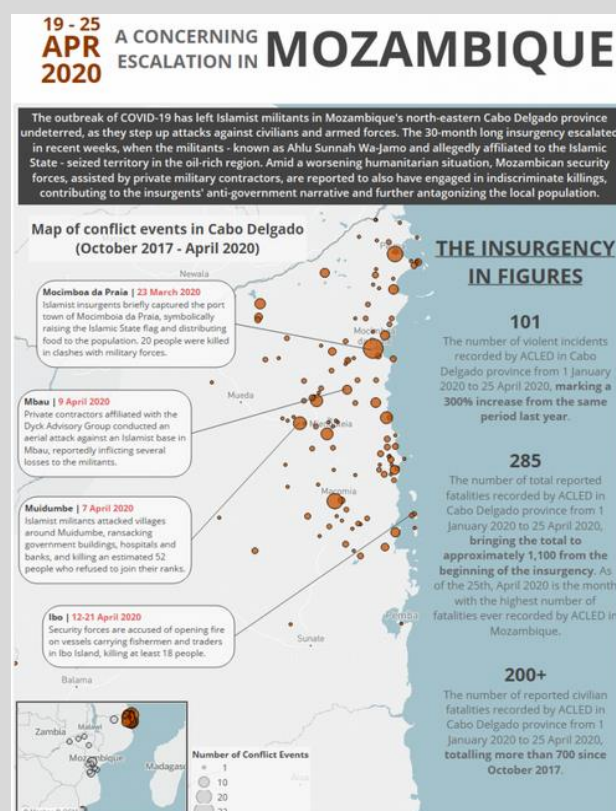 19 - 25
APR
2020
A CONCERNING
ESCALATION IN
MOZAMBIQUE
The outbreak of COVID-19 has left Islamist militants in Mozambique's north-eastern Cabo Delgado province
undeterred, as they step up attacks against civilians and armed forces. The 30-month long insurgency escalated
in recent weeks, when the militants - known as Ahlu Sunnah Wa-Jamo and allegedly affiliated to the Islamic
State - seized territory in the oil-rich region. Amid a worsening humanitarian situation, Mozambican security
forces, assisted by private military contractors, are reported to also have engaged in indiscriminate killings,
contributing to the insurgents' anti-government narrative and further antagonizing the local population.
Map of conflict events in Cabo Delgado
(October 2017 - April 2020)
Newala
Mocimboa da Praia | 23 March 2020
Islamist insurgents briefly captured the port
town of Mocimboia da Praia, symbolically
raising the Islamic State flag and distributing
food to the population. 20 people were killed
in clashes with military forces.
Mueda
Mbau | 9 April 2020
Private contractors affiliated with the
Dyck Advisory Group conducted an
aerial attack against an Islamist base in
Mbau, reportedly inflicting several
losses to the militants.
Macomia
Muidumbe | 7 April 2020
Islamist militants attacked villages
around Muidumbe, ransacking
government buildings, hospitals and
banks, and killing an estimated 52
people who refused to join their ranks.
Ibo | 12-21 April 2020
Security forces are accused of opening fire
on vessels carrying fishermen and traders
in Ibo Island, killing at least 18 people.
Pemba
Sunate
Balama
THE INSURGENCY
IN FIGURES
101
The number of violent incidents
recorded by ACLED in Cabo
Delgado province from 1 January
2020 to 25 April 2020, marking a
300% increase from the same
period last year.
285
The number of total reported
fatalities recorded by ACLED in
Cabo Delgado province from 1
January 2020 to 25 April 2020,
bringing the total to
approximately 1,100 from the
beginning of the insurgency. As
of the 25th, April 2020 is the month
with the highest number of
fatalities ever recorded by ACLED in
Mozambique.
200+
The number of reported civilian
fatalities recorded by ACLED in
Cabo Delgado province from 1
January 2020 to 25 April 2020,
totalling more than 700 since
October 2017.
Zambia
Malawi
Mozambique
Madagas
Number of Conflict Events
1
10
20